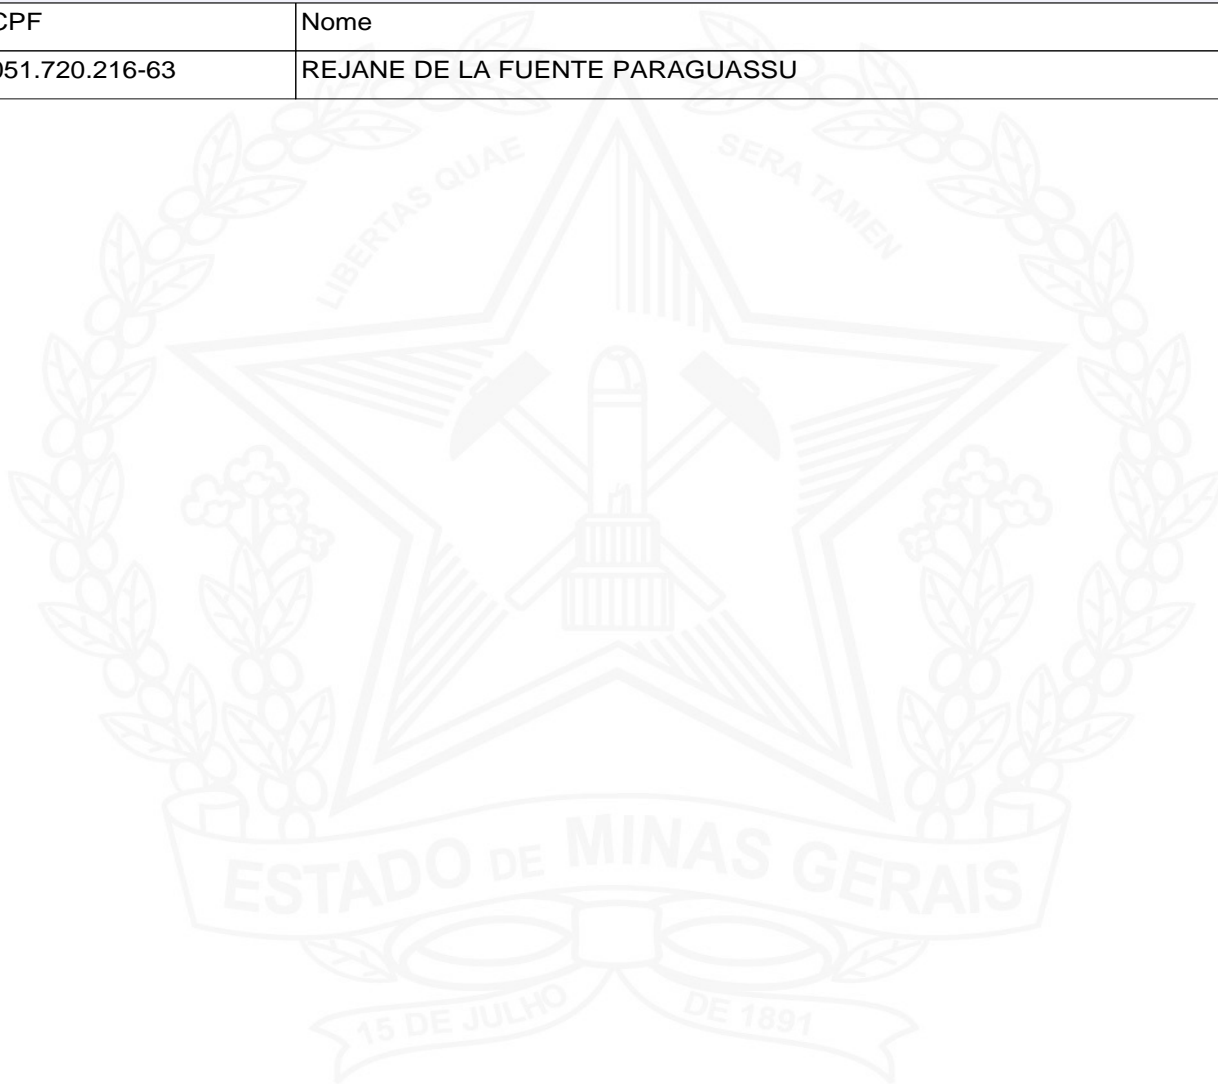 CPF Nome
051.720.216-63 REJANE DE LA FUENTE PARAGUASSU
LIBERTAS QUAE SERA TAMEN
ESTADO DE MINAS GERAIS
15 DE JULHO DE 1891